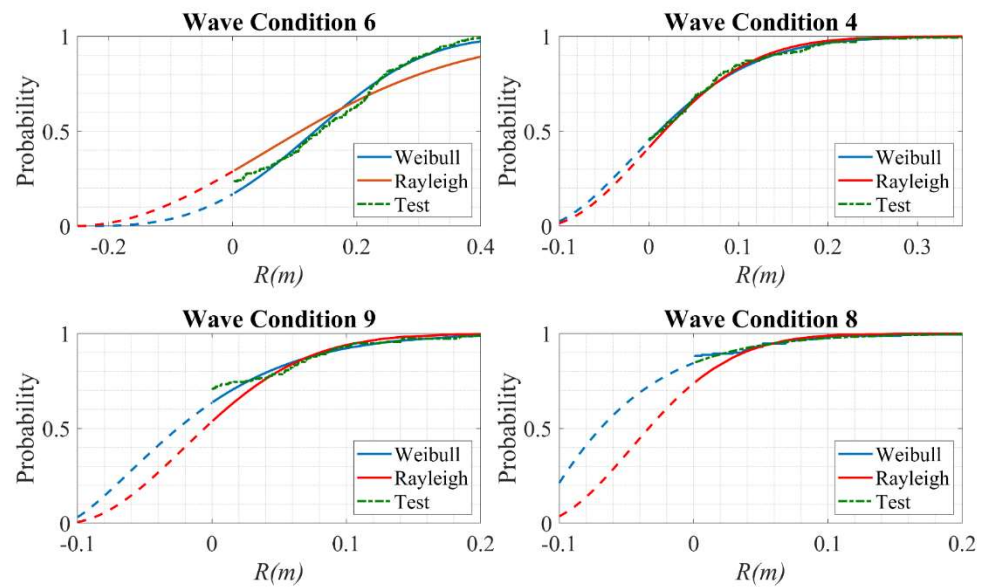 Wave Condition 6
1
0.5
0
Probability
-0.2
0
0.2
0.4
R(m)
Weibull
Rayleigh
Test
Wave Condition 4
1
0.5
0
Probability
-0.1
0
0.1
0.2
0.3
R(m)
Weibull
Rayleigh
Test
Wave Condition 9
1
0.5
0
Probability
-0.1
0
0.1
0.2
R(m)
Weibull
Rayleigh
Test
Wave Condition 8
1
0.5
0
Probability
-0.1
0
0.1
0.2
R(m)
Weibull
Rayleigh
Test